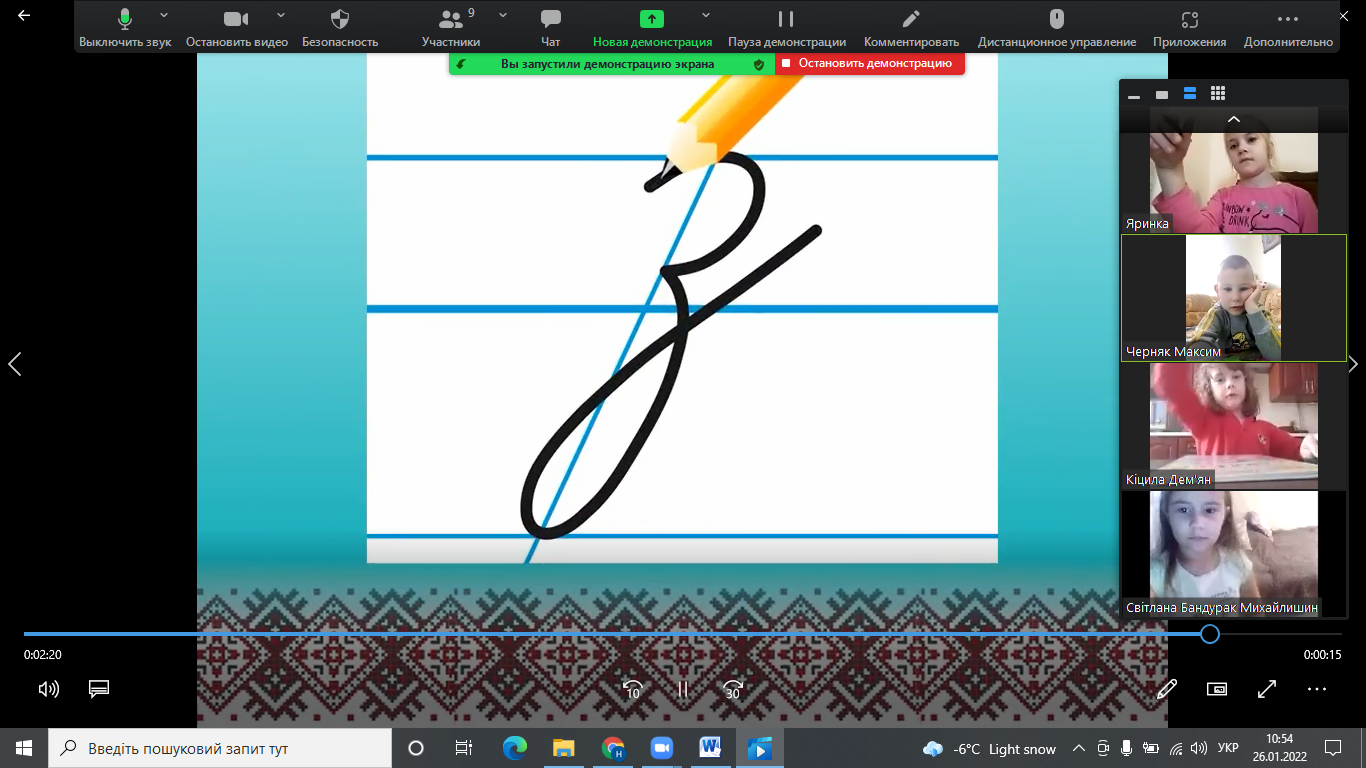 9
Выключить звук Остановить видео Безопасность Участники Чат Новая демонстрация Пауза демонстрации Комментировать Дистанционное управление Приложения Дополнительно
Вы запустили демонстрацию экрана Остановить демонстрацию
з
Яринка
Черняк Максим
Кіцила Дем'ян
Світлана Бандурак Михайлишин
0:02:20 0:00:15
10 30
Введіть пошуковий запит тут
-6°C Light snow
УКР
10:54
26.01.2022